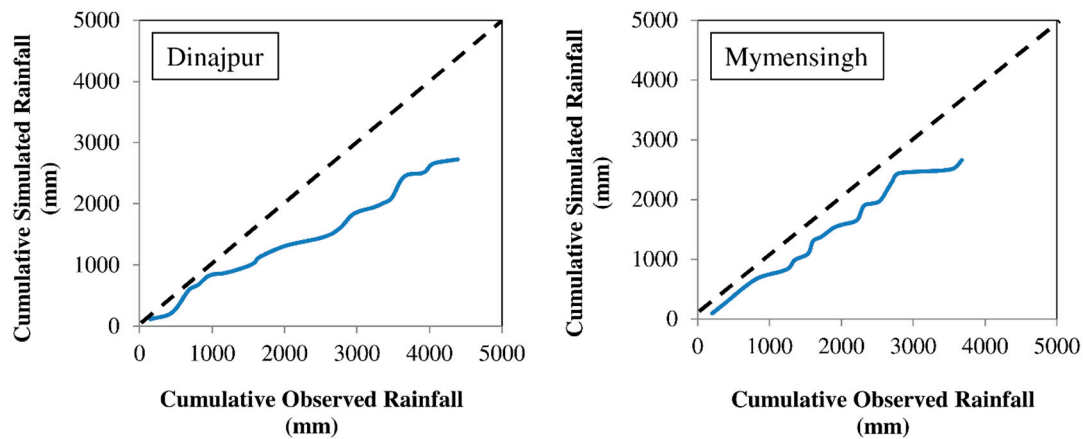 Cumulative Simulated Rainfall
(mm)
5000
4000
3000
2000
1000
0
Dinajpur
0 1000 2000 3000 4000 5000
Cumulative Observed Rainfall
(mm)
Cumulative Simulated Rainfall
(mm)
5000
4000
3000
2000
1000
0
Mymensingh
0 1000 2000 3000 4000 5000
Cumulative Observed Rainfall
(mm)